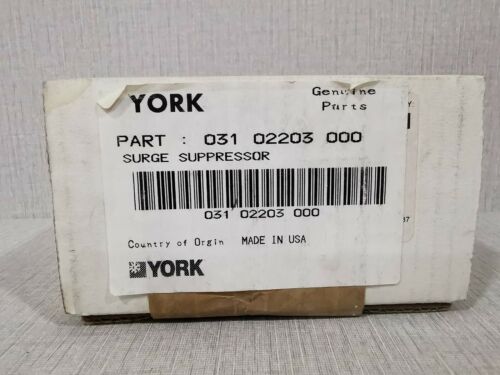 YORK
Genuine
Parts
PART : 031 02203 000
SURGE SUPPRESSOR
031 02203 000
Country of Orgin MADE IN USA
YORK